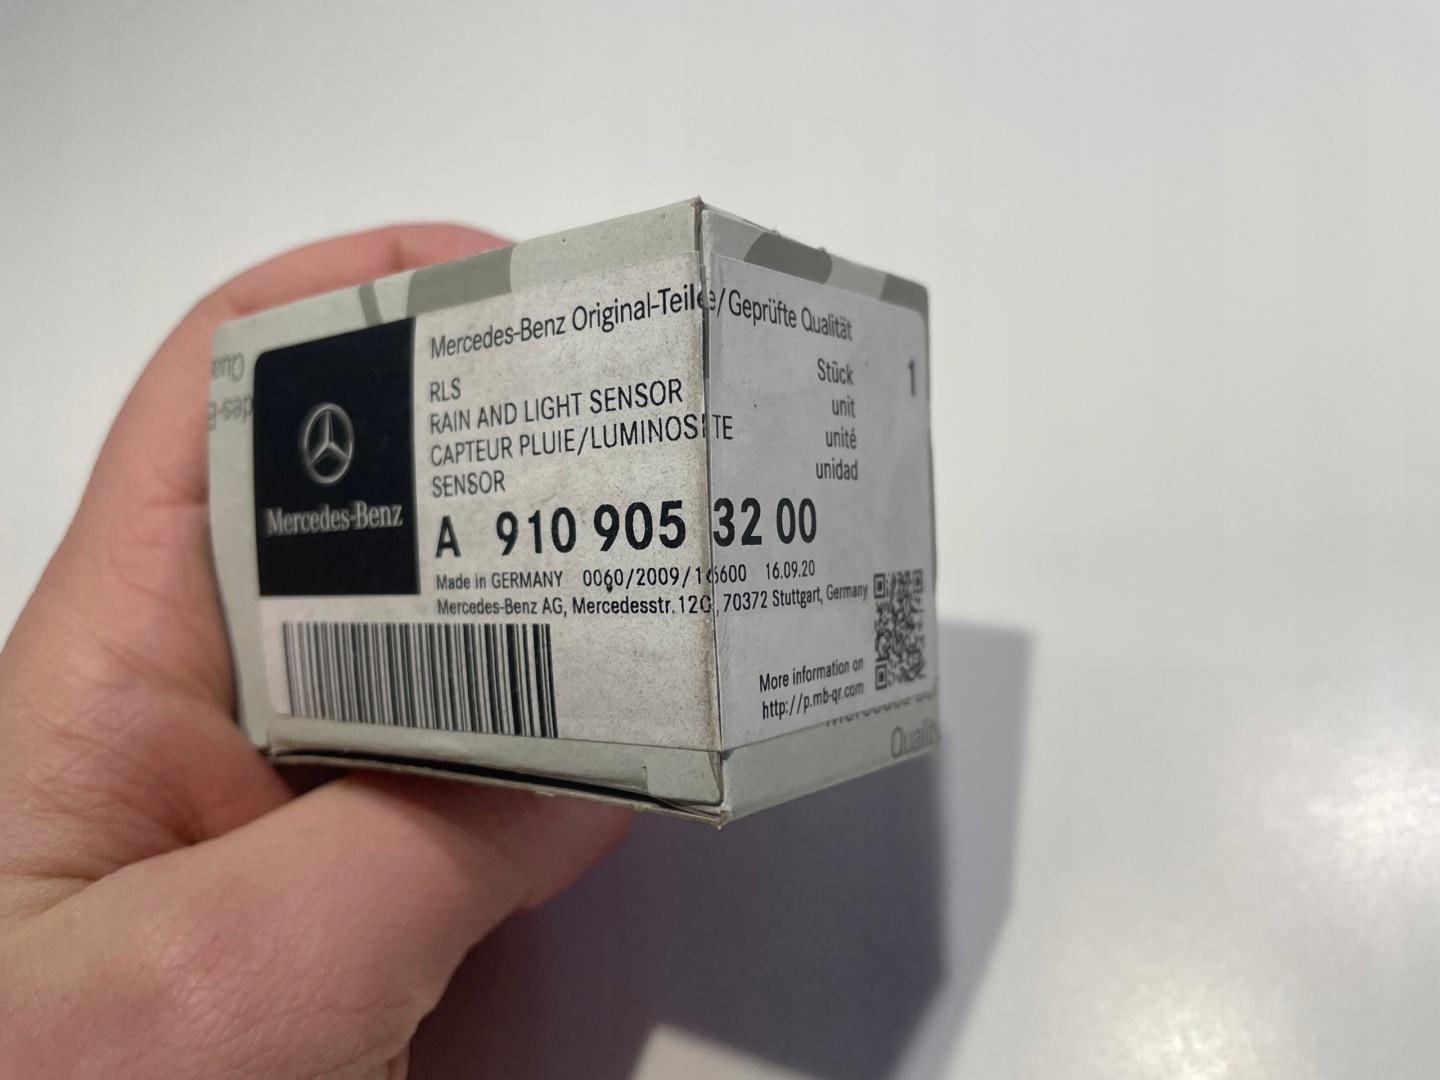 Mercedes-Benz Original-Teile/Geprüfte Qualität
RLS
RAIN AND LIGHT SENSOR
CAPTEUR PLUIE/LUMINOSITE
SENSOR
Stück 1
unit
unité
unidad
A 910 905 32 00
Made in GERMANY 0060/2009/ 16.09.20
Mercedes-Benz AG, Mercedesstr. 70372 Stuttgart, Germany
More information on
http://p.mb-qr.com
Mercedes-Benz
Quality